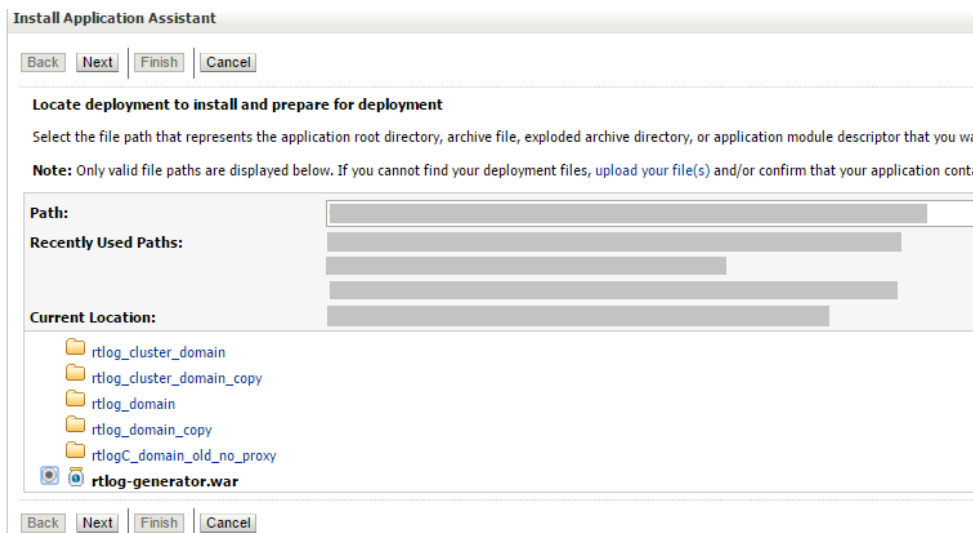 Install Application Assistant
Back Next Finish Cancel
Locate deployment to install and prepare for deployment
Select the file path that represents the application root directory, archive file, exploded archive directory, or application module descriptor that you
Note: Only valid file paths are displayed below. If you cannot find your deployment files, upload your file(s) and/or confirm that your application
Path:
Recently Used Paths:
Current Location:
rtlog_cluster_domain
rtlog_cluster_domain_copy
rtlog_domain
rtlog_domain_copy
rtlogC_domain_old_no_proxy
rtlog-generator.war
Back Next Finish Cancel